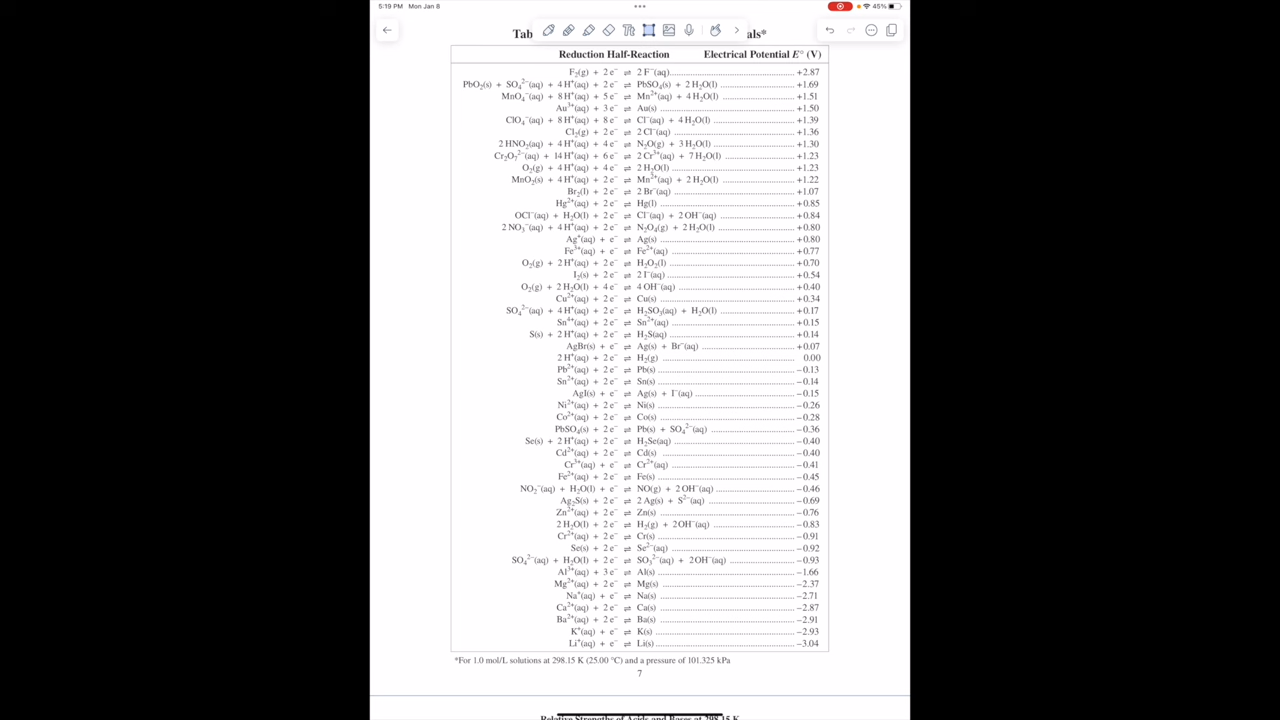 5:19 PM Mon Jan 8
45%
Tab
als*
Reduction Half-Reaction Electrical Potential E° (V)
F₂(g) + 2 e⁻ ⇌ 2 F⁻(aq) +2.87
PbO₂(s) + SO₄²⁻(aq) + 4 H⁺(aq) + 2 e⁻ ⇌ PbSO₄(s) + 2 H₂O(l) +1.69
MnO₄⁻(aq) + 8 H⁺(aq) + 5 e⁻ ⇌ Mn²⁺(aq) + 4 H₂O(l) +1.51
Au³⁺(aq) + 3 e⁻ ⇌ Au(s) +1.50
ClO₄⁻(aq) + 8 H⁺(aq) + 8 e⁻ ⇌ Cl⁻(aq) + 4 H₂O(l) +1.39
Cl₂(g) + 2 e⁻ ⇌ 2 Cl⁻(aq) +1.36
2 HNO₂(aq) + 4 H⁺(aq) + 4 e⁻ ⇌ N₂O(g) + 3 H₂O(l) +1.30
Cr₂O₇²⁻(aq) + 14 H⁺(aq) + 6 e⁻ ⇌ 2 Cr³⁺(aq) + 7 H₂O(l) +1.23
O₂(g) + 4 H⁺(aq) + 4 e⁻ ⇌ 2 H₂O(l) +1.23
MnO₂(s) + 4 H⁺(aq) + 2 e⁻ ⇌ Mn²⁺(aq) + 2 H₂O(l) +1.22
Br₂(l) + 2 e⁻ ⇌ 2 Br⁻(aq) +1.07
Hg²⁺(aq) + 2 e⁻ ⇌ Hg(l) +0.85
OCl⁻(aq) + H₂O(l) + 2 e⁻ ⇌ Cl⁻(aq) + 2 OH⁻(aq) +0.84
2 NO₃⁻(aq) + 4 H⁺(aq) + 2 e⁻ ⇌ N₂O₄(g) + 2 H₂O(l) +0.80
Ag⁺(aq) + e⁻ ⇌ Ag(s) +0.80
Fe³⁺(aq) + e⁻ ⇌ Fe²⁺(aq) +0.77
O₂(g) + 2 H⁺(aq) + 2 e⁻ ⇌ H₂O₂(l) +0.70
I₂(s) + 2 e⁻ ⇌ 2 I⁻(aq) +0.54
O₂(g) + 2 H₂O(l) + 4 e⁻ ⇌ 4 OH⁻(aq) +0.40
Cu²⁺(aq) + 2 e⁻ ⇌ Cu(s) +0.34
SO₄²⁻(aq) + 4 H⁺(aq) + 2 e⁻ ⇌ H₂SO₃(aq) + H₂O(l) +0.17
Sn⁴⁺(aq) + 2 e⁻ ⇌ Sn²⁺(aq) +0.15
S(s) + 2 H⁺(aq) + 2 e⁻ ⇌ H₂S(aq) +0.14
AgBr(s) + e⁻ ⇌ Ag(s) + Br⁻(aq) +0.07
2 H⁺(aq) + 2 e⁻ ⇌ H₂(g) 0.00
Pb²⁺(aq) + 2 e⁻ ⇌ Pb(s) –0.13
Sn²⁺(aq) + 2 e⁻ ⇌ Sn(s) –0.14
AgI(s) + e⁻ ⇌ Ag(s) + I⁻(aq) –0.15
Ni²⁺(aq) + 2 e⁻ ⇌ Ni(s) –0.26
Co²⁺(aq) + 2 e⁻ ⇌ Co(s) –0.28
PbSO₄(s) + 2 e⁻ ⇌ Pb(s) + SO₄²⁻(aq) –0.36
Se(s) + 2 H⁺(aq) + 2 e⁻ ⇌ H₂Se(aq) –0.40
Cd²⁺(aq) + 2 e⁻ ⇌ Cd(s) –0.40
Cr³⁺(aq) + e⁻ ⇌ Cr²⁺(aq) –0.41
Fe²⁺(aq) + 2 e⁻ ⇌ Fe(s) –0.45
NO₂⁻(aq) + H₂O(l) + e⁻ ⇌ NO(g) + 2 OH⁻(aq) –0.46
Ag₂S(s) + 2 e⁻ ⇌ 2 Ag(s) + S²⁻(aq) –0.69
Zn²⁺(aq) + 2 e⁻ ⇌ Zn(s) –0.76
2 H₂O(l) + 2 e⁻ ⇌ H₂(g) + 2 OH⁻(aq) –0.83
Cr²⁺(aq) + 2 e⁻ ⇌ Cr(s) –0.91
Se(s) + 2 e⁻ ⇌ Se²⁻(aq) –0.92
SO₄²⁻(aq) + H₂O(l) + 2 e⁻ ⇌ SO₃²⁻(aq) + 2 OH⁻(aq) –0.93
Al³⁺(aq) + 3 e⁻ ⇌ Al(s) –1.66
Mg²⁺(aq) + 2 e⁻ ⇌ Mg(s) –2.37
Na⁺(aq) + e⁻ ⇌ Na(s) –2.71
Ca²⁺(aq) + 2 e⁻ ⇌ Ca(s) –2.87
Ba²⁺(aq) + 2 e⁻ ⇌ Ba(s) –2.91
K⁺(aq) + e⁻ ⇌ K(s) –2.93
Li⁺(aq) + e⁻ ⇌ Li(s) –3.04
*For 1.0 mol/L solutions at 298.15 K (25.00 °C) and a pressure of 101.325 kPa
7
Relative Strengths of Acids and Bases at 298.15 K